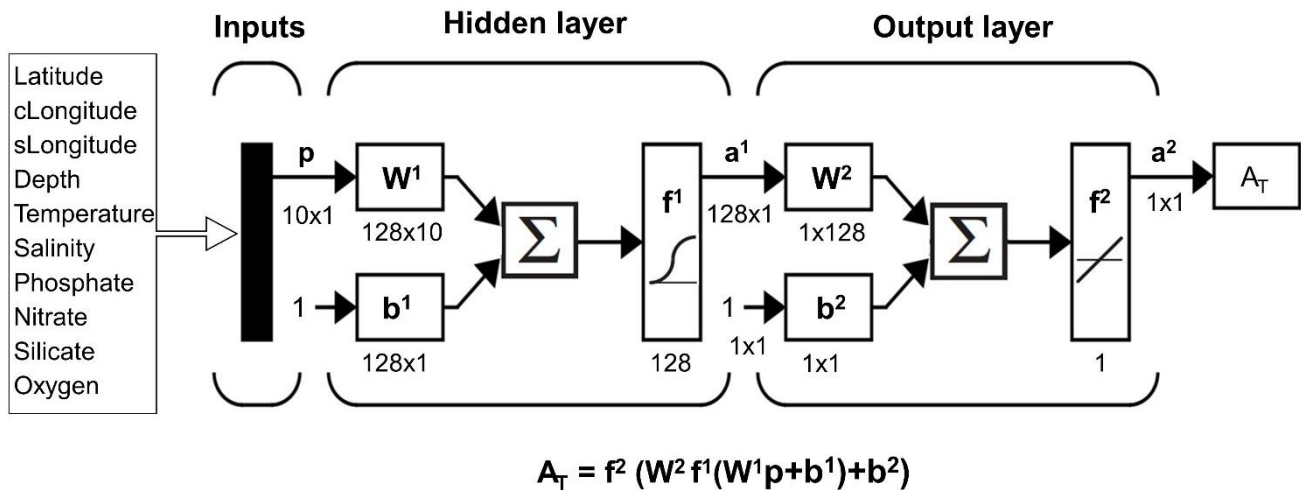 Inputs
Hidden layer
Output layer
Latitude
cLongitude
sLongitude
Depth
Temperature
Salinity
Phosphate
Nitrate
Silicate
Oxygen
p
10x1
1
W¹
128x10
b¹
128x1
Σ
f¹
128
a¹
128x1
1
1x1
W²
1x128
b²
1x1
Σ
f²
1
a²
1x1
A_T
A_T = f² (W² f¹(W¹p+b¹)+b²)